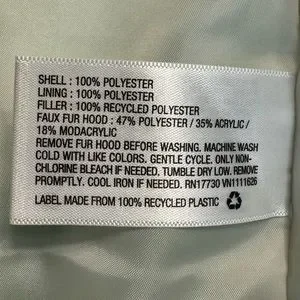 SHELL : 100% POLYESTER
LINING : 100% POLYESTER
FILLER : 100% RECYCLED POLYESTER
FAUX FUR HOOD : 47% POLYESTER / 35% ACRYLIC /
18% MODACRYLIC
REMOVE FUR HOOD BEFORE WASHING. MACHINE WASH
COLD WITH LIKE COLORS. GENTLE CYCLE. ONLY NON-
CHLORINE BLEACH IF NEEDED. TUMBLE DRY LOW. REMOVE
PROMPTLY. COOL IRON IF NEEDED. RN17730 VN1111626
LABEL MADE FROM 100% RECYCLED PLASTIC